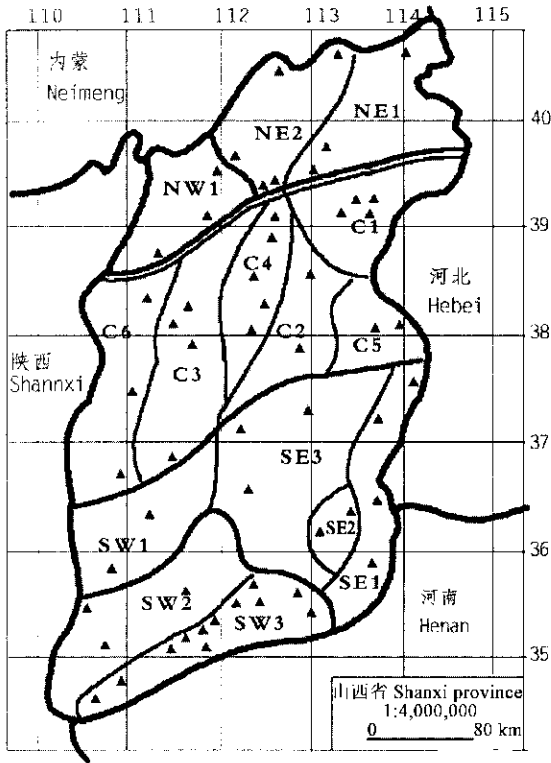 110 111 112 113 114 115
内蒙
Neimeng
NE1
NE2
40
NW1
39
C1
C4
河北
Hebei
C6
C2
C5
38
陕西
Shannxi
C3
37
SE3
SE2
SW1
36
SE1
SW2
河南
Henan
SW3
35
山西省 Shanxi province
1:4,000,000
0 80 km